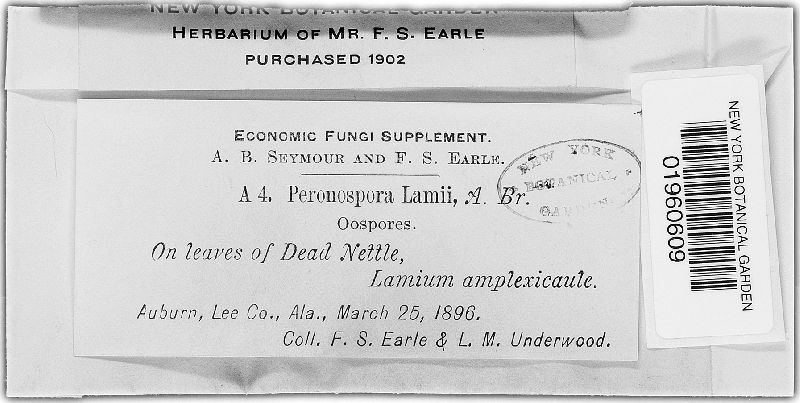 NEW YORK BOTANICAL GARDEN
HERBARIUM OF MR. F. S. EARLE
PURCHASED 1902
ECONOMIC FUNGI SUPPLEMENT.
A. B. SEYMOUR AND F. S. EARLE.
A 4. Peronospora Lamii, A. Br.
Oospores.
On leaves of Dead Nettle,
Lamium amplexicaule.
Auburn, Lee Co., Ala., March 25, 1896.
Coll. F. S. Earle & L. M. Underwood.
NEW YORK
BOTANICAL
GARDEN
NEW YORK BOTANICAL GARDEN
01990609